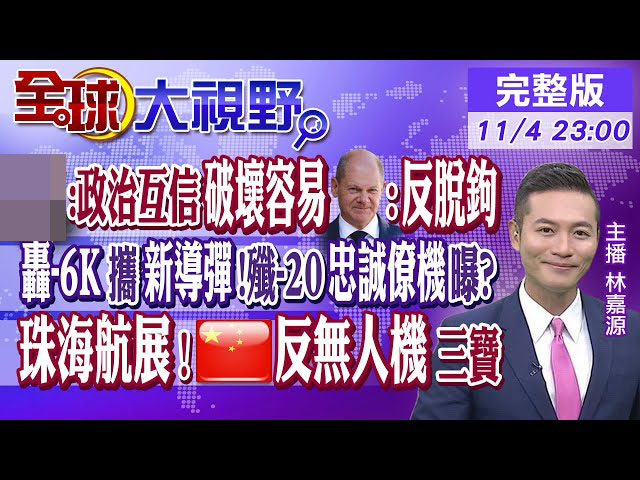 全球大視野
完整版
11/4 23:00
:政治互信 破壞容易 :反脫鉤
轟-6K 攜 新導彈!殲-20 忠誠僚機 曝?
珠海航展! 反無人機 三寶
主播 林嘉源